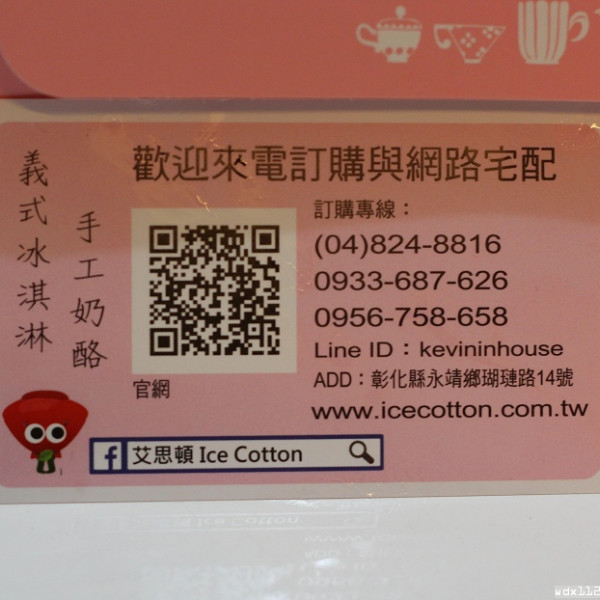 義式冰淇淋
手工奶酪
歡迎來電訂購與網路宅配
訂購專線：
(04)824-8816
0933-687-626
0956-758-658
Line ID：kevininhouse
ADD：彰化縣永靖鄉瑚璉路14號
www.icecotton.com.tw
官網
f 艾思頓 Ice Cotton